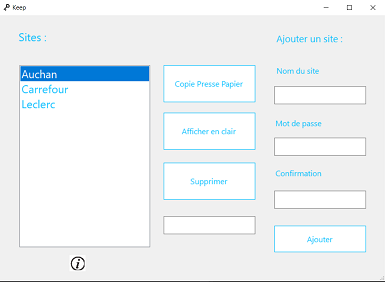 Keep
Sites :
Auchan
Carrefour
Leclerc
Copie Presse Papier
Afficher en clair
Supprimer
Ajouter un site :
Nom du site
Mot de passe
Confirmation
Ajouter